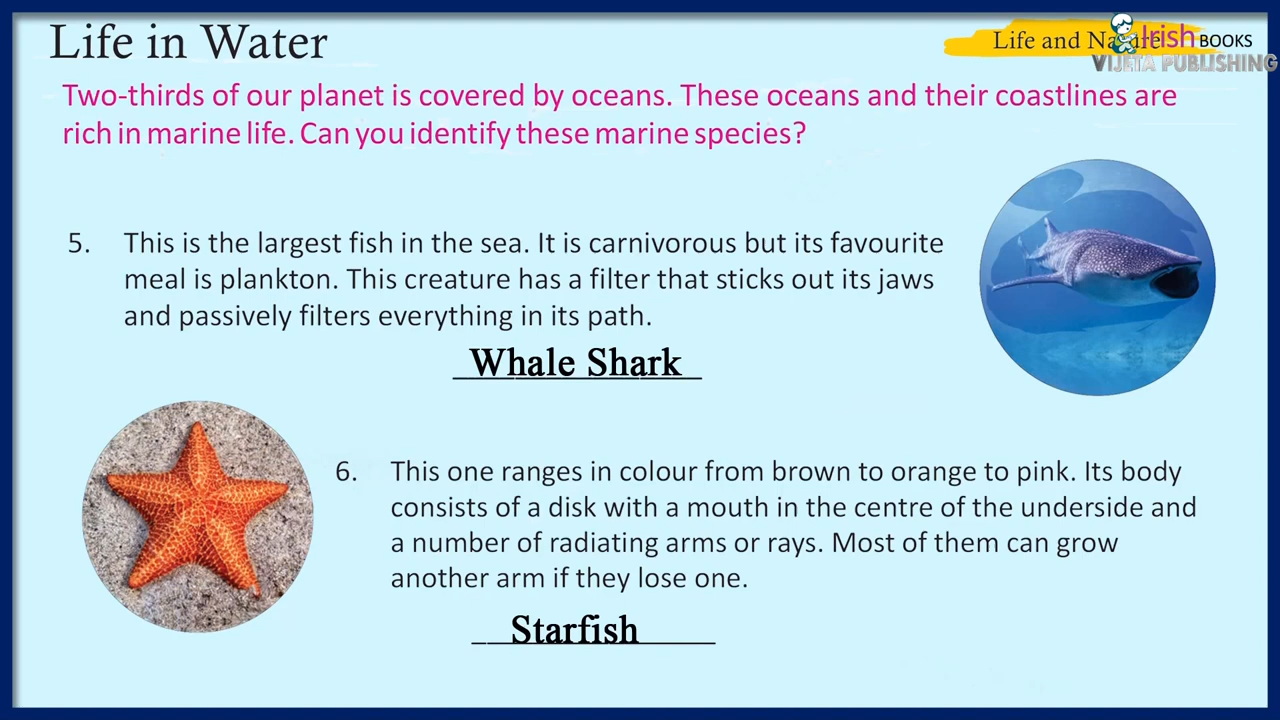 Life in Water
Life and Nature
Irish BOOKS
VIJETA PUBLISHING
Two-thirds of our planet is covered by oceans. These oceans and their coastlines are
rich in marine life. Can you identify these marine species?
5. This is the largest fish in the sea. It is carnivorous but its favourite
meal is plankton. This creature has a filter that sticks out its jaws
and passively filters everything in its path.
Whale Shark
6. This one ranges in colour from brown to orange to pink. Its body
consists of a disk with a mouth in the centre of the underside and
a number of radiating arms or rays. Most of them can grow
another arm if they lose one.
Starfish